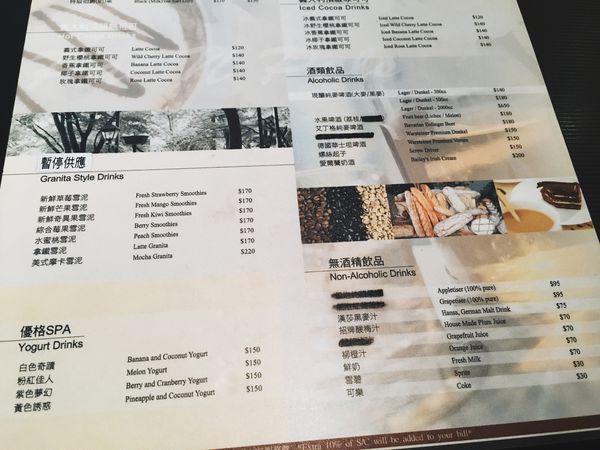 Black
義式拿鐵可可 Latte Cocoa $120
野生櫻桃拿鐵可可 Wild Cherry Latte Cocoa $140
香蕉拿鐵可可 Banana Latte Cocoa $140
椰子拿鐵可可 Coconut Latte Cocoa $140
玫瑰拿鐵可可 Rose Latte Cocoa $140
暫停供應
Granita Style Drinks
新鮮草莓雪泥 Fresh Strawberry Smoothies $170
新鮮芒果雪泥 Fresh Mango Smoothies $170
新鮮奇異果雪泥 Fresh Kiwi Smoothies $170
綜合莓果雪泥 Berry Smoothies $170
水蜜桃雪泥 Peach Smoothies $170
拿鐵雪泥 Latte Granita $170
美式摩卡雪泥 Mocha Granita $220
優格SPA
Yogurt Drinks
白色奇蹟 Banana and Coconut Yogurt $150
粉紅佳人 Melon Yogurt $150
紫色夢幻 Berry and Cranberry Yogurt $150
黃色誘惑 Pineapple and Coconut Yogurt $150
Iced Cocoa Drinks
冰義式拿鐵可可 Iced Latte Cocoa $120
冰野生櫻桃拿鐵可可 Iced Wild Cherry Latte Cocoa $140
冰香蕉拿鐵可可 Iced Banana Latte Cocoa $140
冰椰子拿鐵可可 Iced Coconut Latte Cocoa $140
冰玫瑰拿鐵可可 Iced Rose Latte Cocoa $140
酒類飲品
Alcoholic Drinks
現釀純麥啤酒(大麥/黑麥) Lager / Dunkel - 300cc $140
Lager / Dunkel - 500cc $180
Lager / Dunkel - 2000cc $650
水果啤酒 (荔枝/ Fruit beer (Lichee / Melon) $180
艾丁格純麥啤酒 Bavarian Eidinger Beer $180
Warsteiner Premium Dunkel $150
德國華士坦啤酒 Warsteiner Premium Verum $150
螺絲起子 Screw Driver $150
愛爾蘭奶酒 Bailey's Irish Cream $200
無酒精飲品
Non-Alcoholic Drinks
Appletiser (100% pure) $95
Grapetiser (100% pure) $95
漢莎黑麥汁 Hansa, German Malt Drink $75
招牌酸梅汁 House Made Plum Juice $70
Grapefruit Juice $70
柳橙汁 Orange Juice $70
鮮奶 Fresh Milk $70
雪碧 Sprite $30
可樂 Coke $30
*Extra 10% of S/C will be added to your bill*